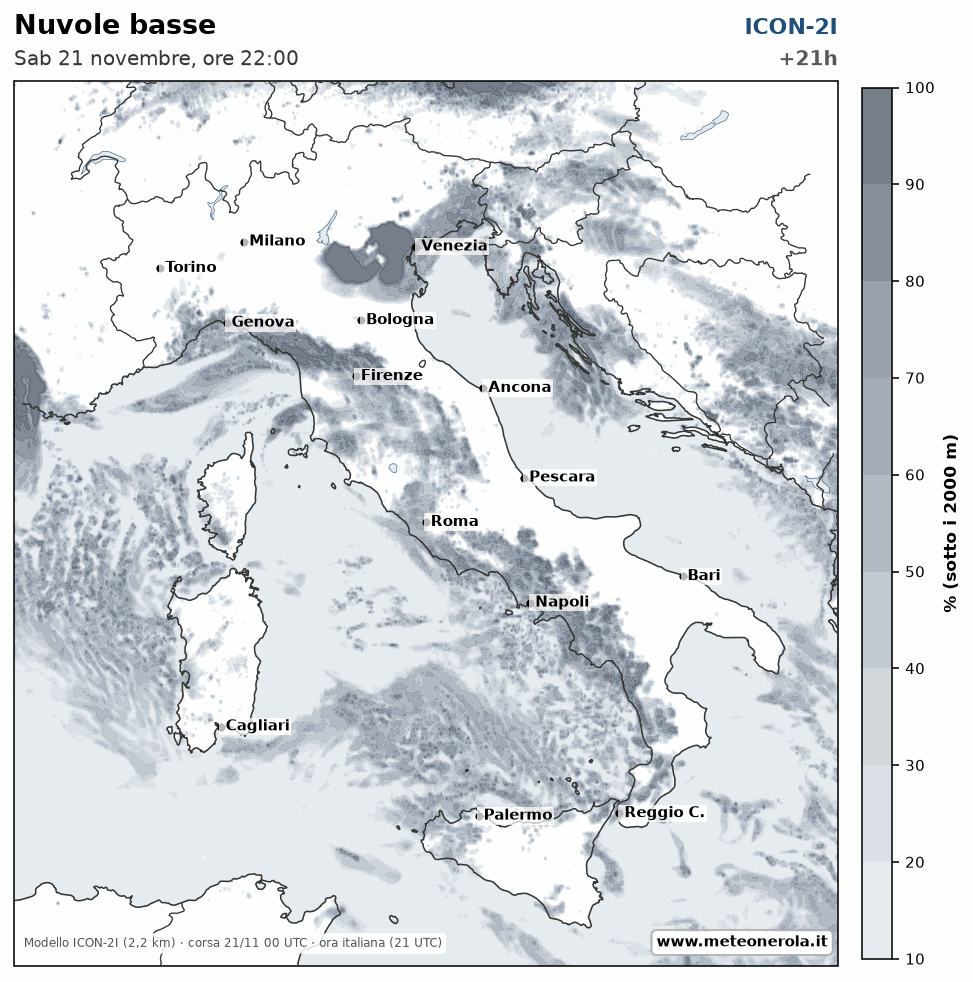 Nuvole basse
ICON-2I
Sab 21 novembre, ore 22:00
+21h
Milano
Venezia
Torino
Genova
Bologna
Firenze
Ancona
Pescara
Roma
Bari
Napoli
Cagliari
Palermo
Reggio C.
Modello ICON-2I (2,2 km) · corsa 21/11 00 UTC · ora italiana (21 UTC)
www.meteonerola.it
100
90
80
70
60
50
40
30
20
10
% (sotto i 2000 m)